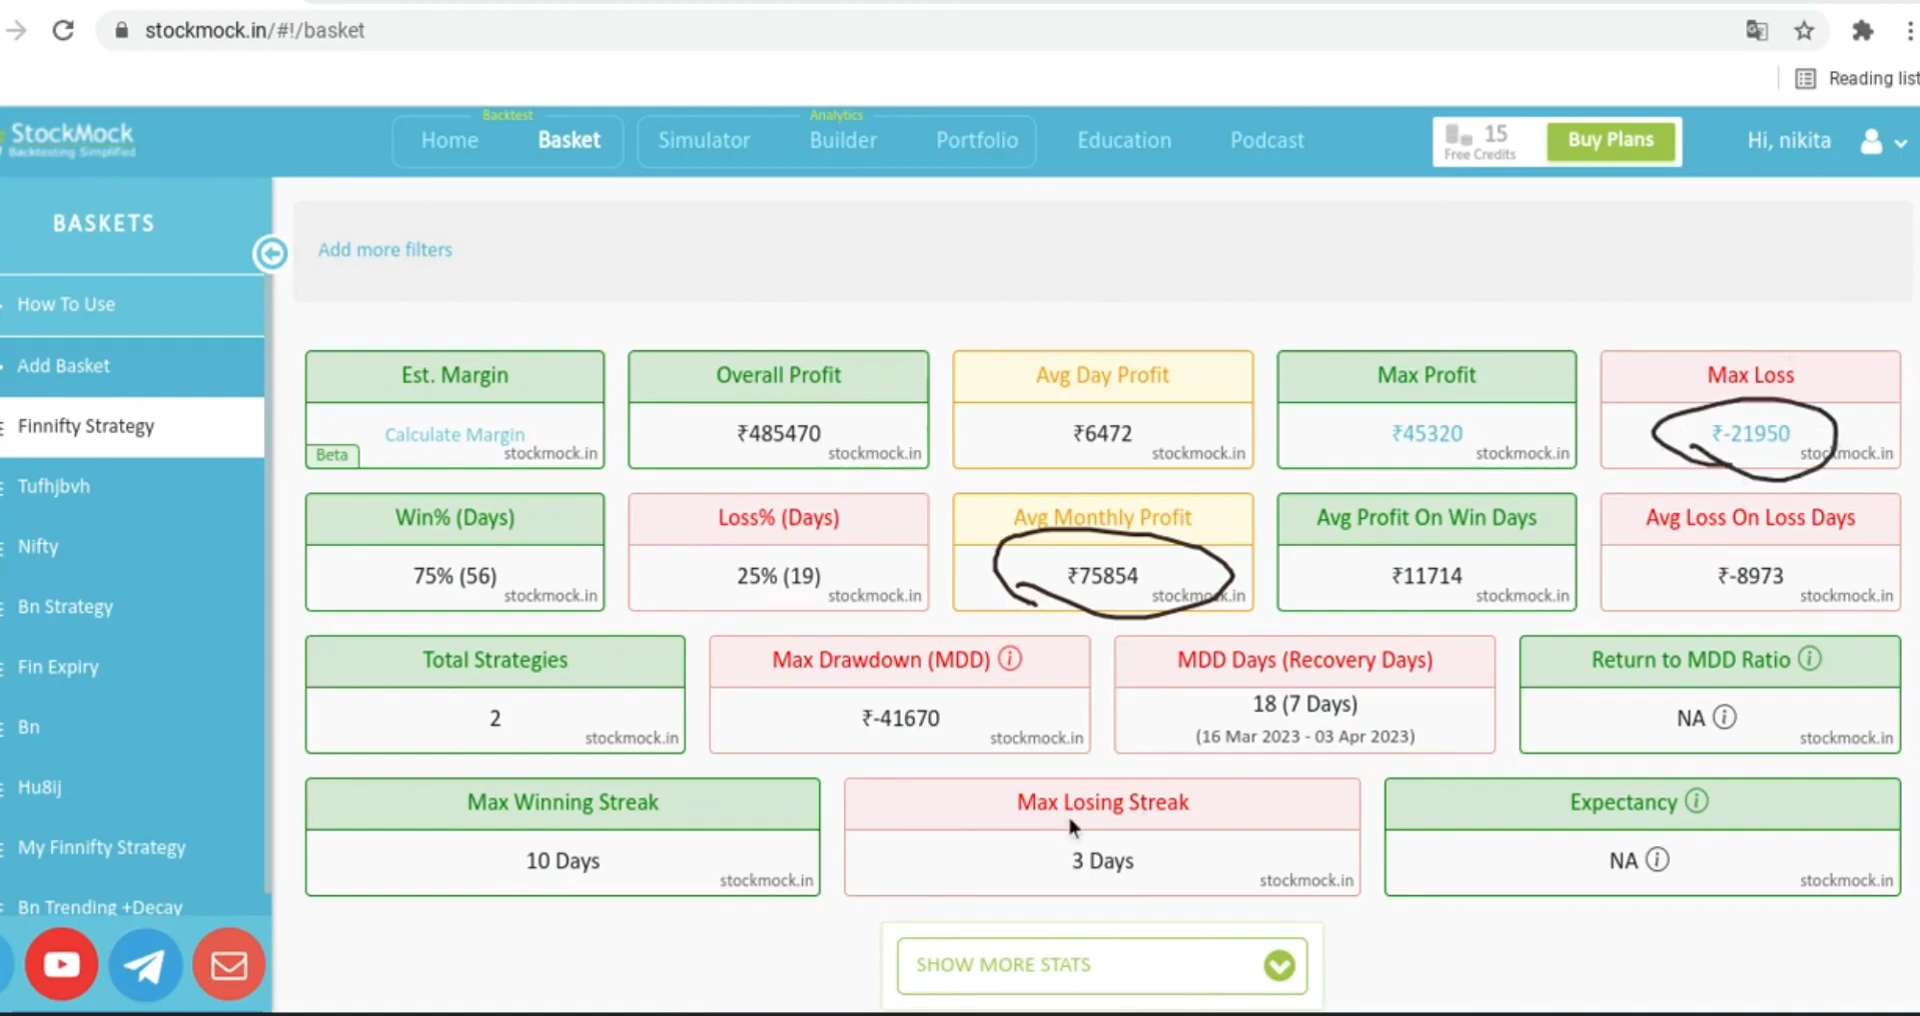 stockmock.in/#!/basket
Reading list
StockMock
Backtesting Simplified
Backtest
Home
Basket
Analytics
Simulator
Builder
Portfolio
Education
Podcast
15
Free Credits
Buy Plans
Hi, nikita
BASKETS
How To Use
Add Basket
Finnifty Strategy
Tufhjbvh
Nifty
Bn Strategy
Fin Expiry
Bn
Hu8ij
My Finnifty Strategy
Bn Trending +Decay
Add more filters
Est. Margin
Calculate Margin
Beta
stockmock.in
Overall Profit
₹485470
stockmock.in
Avg Day Profit
₹6472
stockmock.in
Max Profit
₹45320
stockmock.in
Max Loss
₹-21950
stockmock.in
Win% (Days)
75% (56)
stockmock.in
Loss% (Days)
25% (19)
stockmock.in
Avg Monthly Profit
₹75854
stockmock.in
Avg Profit On Win Days
₹11714
stockmock.in
Avg Loss On Loss Days
₹-8973
stockmock.in
Total Strategies
2
stockmock.in
Max Drawdown (MDD)
₹-41670
stockmock.in
MDD Days (Recovery Days)
18 (7 Days)
(16 Mar 2023 - 03 Apr 2023)
Return to MDD Ratio
NA
stockmock.in
Max Winning Streak
10 Days
stockmock.in
Max Losing Streak
3 Days
stockmock.in
Expectancy
NA
stockmock.in
SHOW MORE STATS